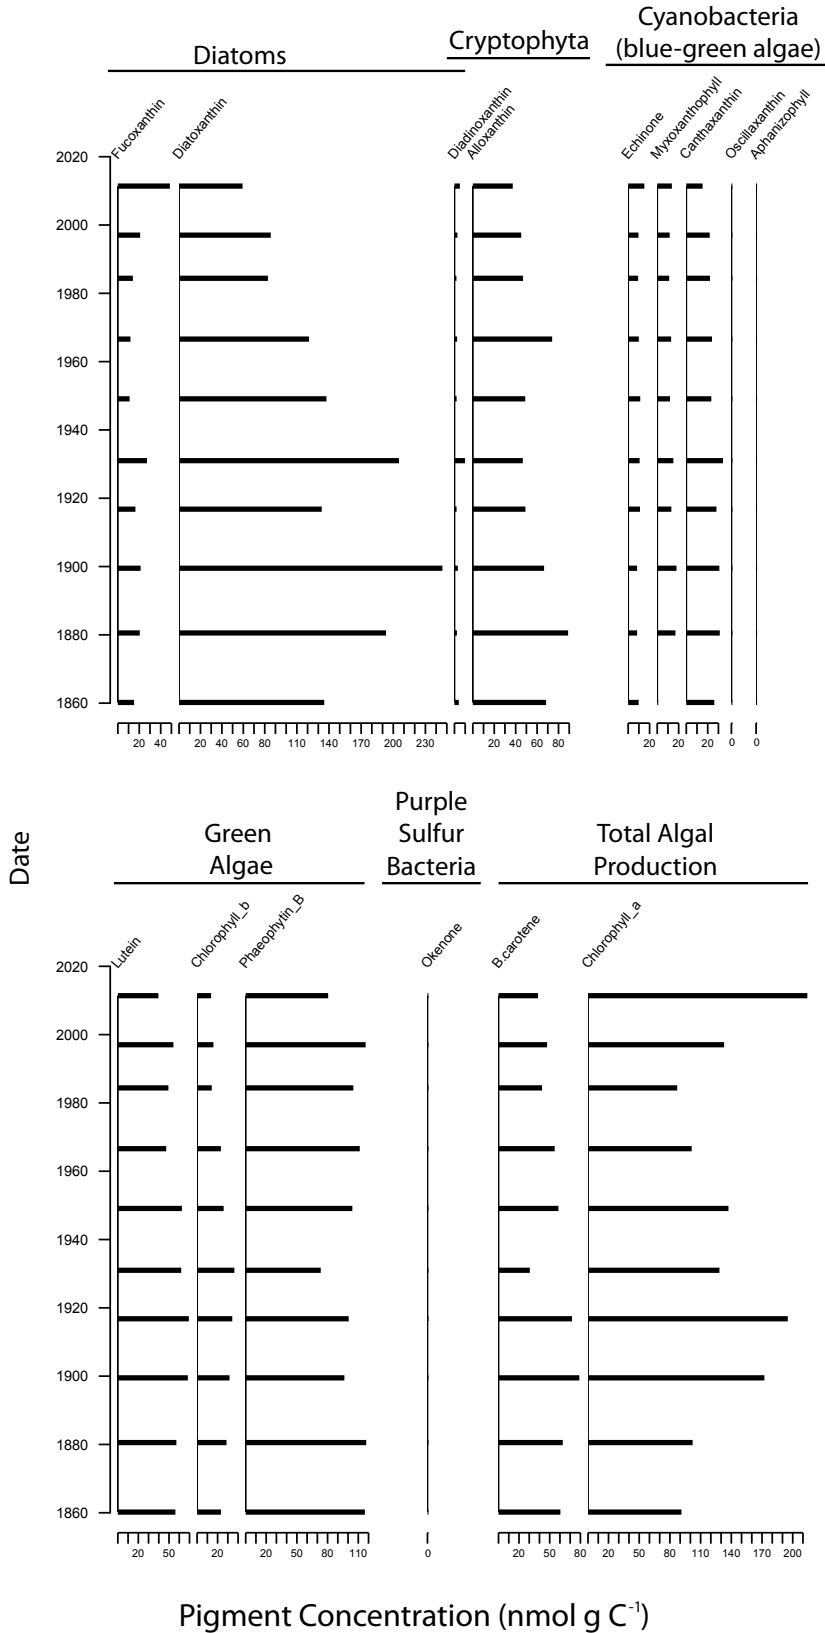 Diatoms
Cryptophyta
Cyanobacteria
(blue-green algae)
Fucoxanthin
Diatoxanthin
Diadinoxanthin
Alloxanthin
Echinone
Myxoxanthophyll
Canthaxanthin
Oscillaxanthin
Aphanizophyll
2020
2000
1980
1960
1940
1920
1900
1880
1860
20 40 20 40 60 80 110 140 170 200 230 20 40 60 80 20 20 20 0 0
Date
Green
Algae
Purple
Sulfur
Bacteria
Total Algal
Production
Lutein
Chlorophyll_b
Phaeophytin_B
Okenone
B.carotene
Chlorophyll_a
2020
2000
1980
1960
1940
1920
1900
1880
1860
20 50 20 20 50 80 110 0 20 50 80 20 50 80 110 140 170 200
Pigment Concentration (nmol g C⁻¹)